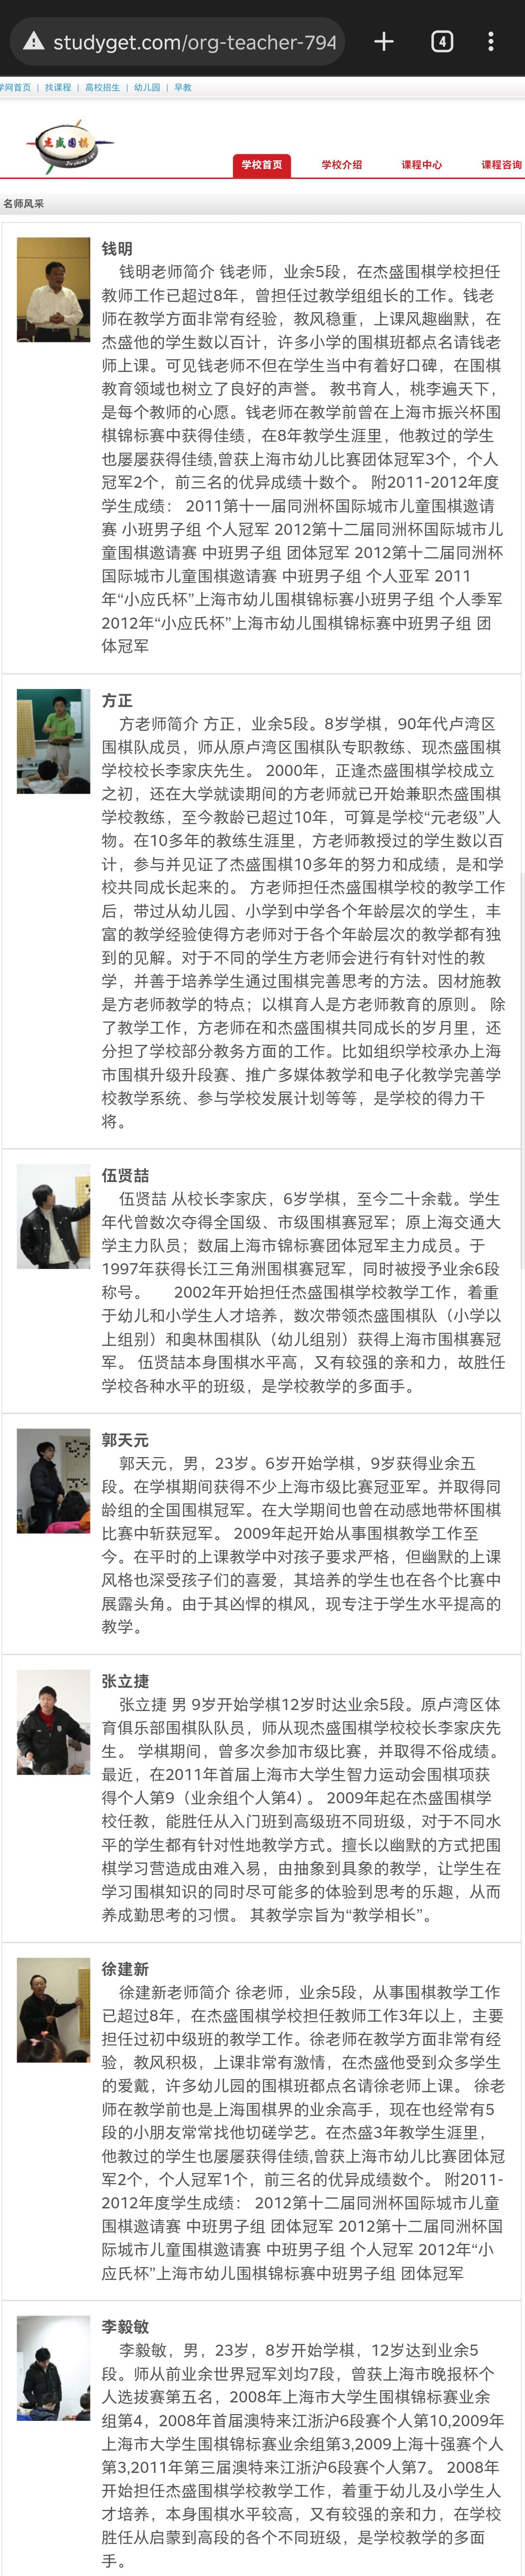 studyget.com/org-teacher-794
4
学网首页 | 找课程 | 高校招生 | 幼儿园 | 早教
杰盛围棋
学校首页 学校介绍 课程中心 课程咨询
名师风采
钱明
钱明老师简介 钱老师，业余5段，在杰盛围棋学校担任
教师工作已超过8年，曾担任过教学组组长的工作。钱老
师在教学方面非常有经验，教风稳重，上课风趣幽默，在
杰盛他的学生数以百计，许多小学的围棋班都点名请钱老
师上课。可见钱老师不但在学生当中有着好口碑，在围棋
教育领域也树立了良好的声誉。 教书育人，桃李遍天下，
是每个教师的心愿。钱老师在教学前曾在上海市振兴杯围
棋锦标赛中获得佳绩，在8年教学生涯里，他教过的学生
也屡屡获得佳绩,曾获上海市幼儿比赛团体冠军3个，个人
冠军2个，前三名的优异成绩十数个。 附2011-2012年度
学生成绩： 2011第十一届同洲杯国际城市儿童围棋邀请
赛 小班男子组 个人冠军 2012第十二届同洲杯国际城市儿
童围棋邀请赛 中班男子组 团体冠军 2012第十二届同洲杯
国际城市儿童围棋邀请赛 中班男子组 个人亚军 2011
年“小应氏杯”上海市幼儿围棋锦标赛小班男子组 个人季军
2012年“小应氏杯”上海市幼儿围棋锦标赛中班男子组 团
体冠军
方正
方老师简介 方正，业余5段。8岁学棋，90年代卢湾区
围棋队成员，师从原卢湾区围棋队专职教练、现杰盛围棋
学校校长李家庆先生。 2000年，正逢杰盛围棋学校成立
之初，还在大学就读期间的方老师就已开始兼职杰盛围棋
学校教练，至今教龄已超过10年，可算是学校“元老级”人
物。在10多年的教练生涯里，方老师教授过的学生数以百
计，参与并见证了杰盛围棋10多年的努力和成绩，是和学
校共同成长起来的。 方老师担任杰盛围棋学校的教学工作
后，带过从幼儿园、小学到中学各个年龄层次的学生，丰
富的教学经验使得方老师对于各个年龄层次的教学都有独
到的见解。对于不同的学生方老师会进行有针对性的教
学，并善于培养学生通过围棋完善思考的方法。因材施教
是方老师教学的特点；以棋育人是方老师教育的原则。 除
了教学工作，方老师在和杰盛围棋共同成长的岁月里，还
分担了学校部分教务方面的工作。比如组织学校承办上海
市围棋升级升段赛、推广多媒体教学和电子化教学完善学
校教学系统、参与学校发展计划等等，是学校的得力干
将。
伍贤喆
伍贤喆 从校长李家庆，6岁学棋，至今二十余载。学生
年代曾数次夺得全国级、市级围棋赛冠军；原上海交通大
学主力队员；数届上海市锦标赛团体冠军主力成员。于
1997年获得长江三角洲围棋赛冠军，同时被授予业余6段
称号。 2002年开始担任杰盛围棋学校教学工作，着重
于幼儿和小学生人才培养，数次带领杰盛围棋队（小学以
上组别）和奥林围棋队（幼儿组别）获得上海市围棋赛冠
军。 伍贤喆本身围棋水平高，又有较强的亲和力，故胜任
学校各种水平的班级，是学校教学的多面手。
郭天元
郭天元，男，23岁。6岁开始学棋，9岁获得业余五
段。在学棋期间获得不少上海市级比赛冠亚军。并取得同
龄组的全国围棋冠军。在大学期间也曾在动感地带杯围棋
比赛中斩获冠军。 2009年起开始从事围棋教学工作至
今。在平时的上课教学中对孩子要求严格，但幽默的上课
风格也深受孩子们的喜爱，其培养的学生也在各个比赛中
展露头角。由于其凶悍的棋风，现专注于学生水平提高的
教学。
张立捷
张立捷 男 9岁开始学棋12岁时达业余5段。原卢湾区体
育俱乐部围棋队队员，师从现杰盛围棋学校校长李家庆先
生。 学棋期间，曾多次参加市级比赛，并取得不俗成绩。
最近，在2011年首届上海市大学生智力运动会围棋项获
得个人第9（业余组个人第4）。 2009年起在杰盛围棋学
校任教，能胜任从入门班到高级班不同班级，对于不同水
平的学生都有针对性地教学方式。擅长以幽默的方式把围
棋学习营造成由难入易，由抽象到具象的教学，让学生在
学习围棋知识的同时尽可能多的体验到思考的乐趣，从而
养成勤思考的习惯。 其教学宗旨为“教学相长”。
徐建新
徐建新老师简介 徐老师，业余5段，从事围棋教学工作
已超过8年，在杰盛围棋学校担任教师工作3年以上，主要
担任过初中级班的教学工作。徐老师在教学方面非常有经
验，教风积极，上课非常有激情，在杰盛他受到众多学生
的爱戴，许多幼儿园的围棋班都点名请徐老师上课。 徐老
师在教学前也是上海围棋界的业余高手，现在也经常有5
段的小朋友常常找他切磋学艺。在杰盛3年教学生涯里，
他教过的学生也屡屡获得佳绩,曾获上海市幼儿比赛团体冠
军2个，个人冠军1个，前三名的优异成绩数个。 附2011-
2012年度学生成绩： 2012第十二届同洲杯国际城市儿童
围棋邀请赛 中班男子组 团体冠军 2012第十二届同洲杯国
际城市儿童围棋邀请赛 中班男子组 个人冠军 2012年“小
应氏杯”上海市幼儿围棋锦标赛中班男子组 团体冠军
李毅敏
李毅敏，男，23岁，8岁开始学棋，12岁达到业余5
段。师从前业余世界冠军刘均7段，曾获上海市晚报杯个
人选拔赛第五名，2008年上海市大学生围棋锦标赛业余
组第4，2008年首届澳特来江浙沪6段赛个人第10,2009年
上海市大学生围棋锦标赛业余组第3,2009上海十强赛个人
第3,2011年第三届澳特来江浙沪6段赛个人第7。 2008年
开始担任杰盛围棋学校教学工作，着重于幼儿及小学生人
才培养，本身围棋水平较高，又有较强的亲和力，在学校
胜任从启蒙到高段的各个不同班级，是学校教学的多面
手。